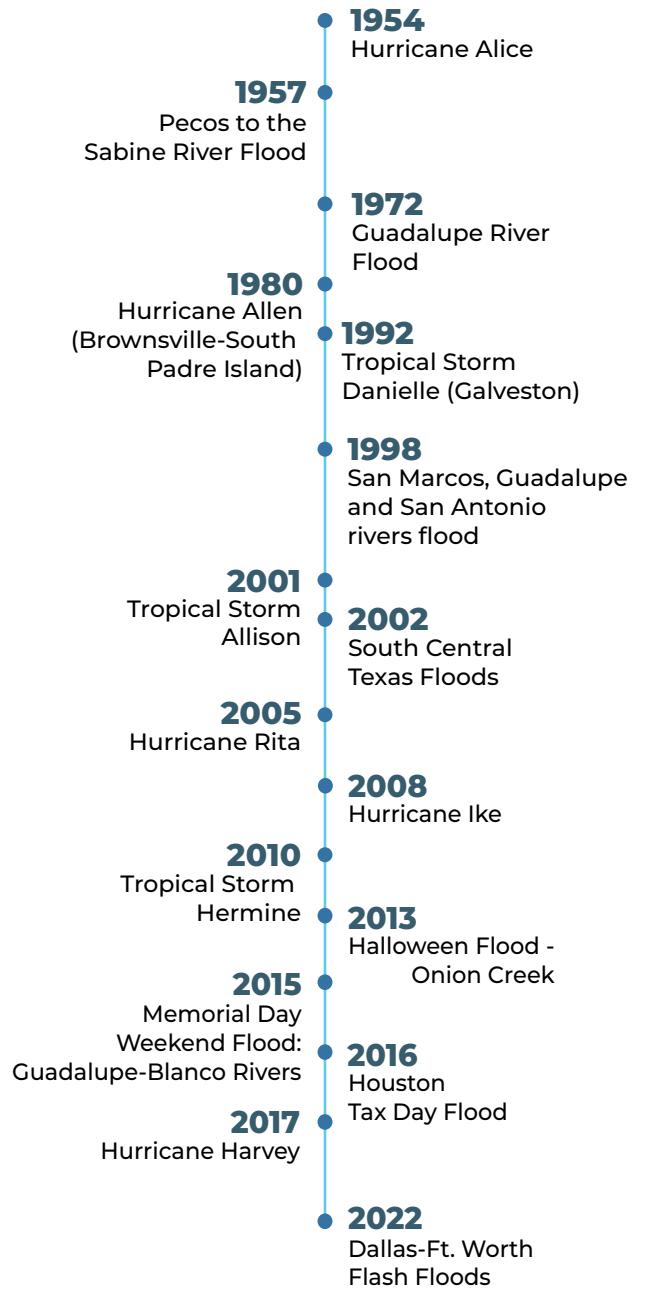 1954
Hurricane Alice
1957
Pecos to the
Sabine River Flood
1972
Guadalupe River
Flood
1980
Hurricane Allen
(Brownsville-South
Padre Island)
1992
Tropical Storm
Danielle (Galveston)
1998
San Marcos, Guadalupe
and San Antonio
rivers flood
2001
Tropical Storm
Allison
2002
South Central
Texas Floods
2005
Hurricane Rita
2008
Hurricane Ike
2010
Tropical Storm
Hermine
2013
Halloween Flood -
Onion Creek
2015
Memorial Day
Weekend Flood:
Guadalupe-Blanco Rivers
2016
Houston
Tax Day Flood
2017
Hurricane Harvey
2022
Dallas-Ft. Worth
Flash Floods